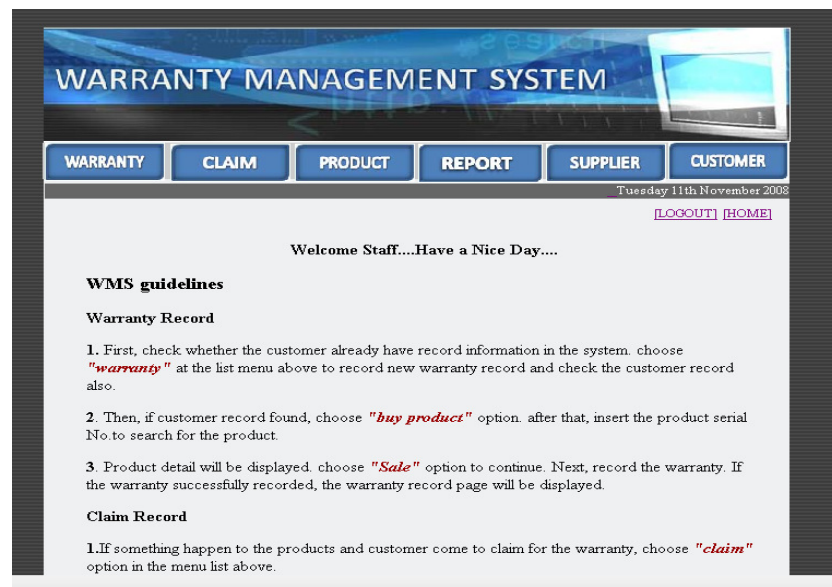 WARRANTY MANAGEMENT SYSTEM
WARRANTY CLAIM PRODUCT REPORT SUPPLIER CUSTOMER
Tuesday 11th November 2008
[LOGOUT] [HOME]
Welcome Staff....Have a Nice Day....
WMS guidelines
Warranty Record
1. First, check whether the customer already have record information in the system. choose
"warranty" at the list menu above to record new warranty record and check the customer record
also.
2. Then, if customer record found, choose "buy product" option. after that, insert the product serial
No.to search for the product.
3. Product detail will be displayed. choose "Sale" option to continue. Next, record the warranty. If
the warranty successfully recorded, the warranty record page will be displayed.
Claim Record
1.If something happen to the products and customer come to claim for the warranty, choose "claim"
option in the menu list above.